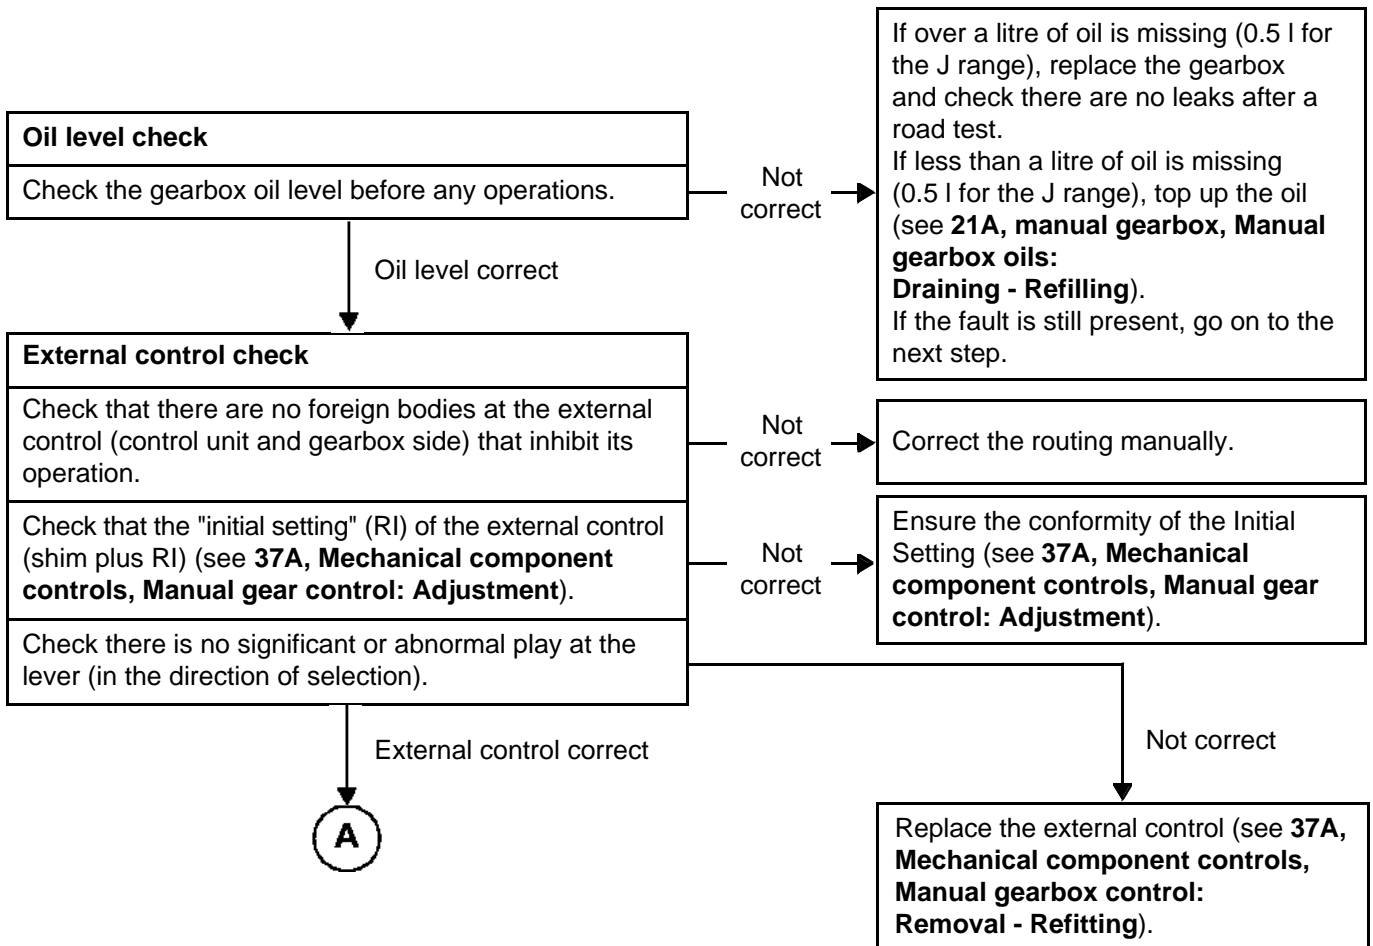 Oil level check
Check the gearbox oil level before any operations.
Not
correct
If over a litre of oil is missing (0.5 l for
the J range), replace the gearbox
and check there are no leaks after a
road test.
If less than a litre of oil is missing
(0.5 l for the J range), top up the oil
(see 21A, manual gearbox, Manual
gearbox oils:
Draining - Refilling).
If the fault is still present, go on to the
next step.
Oil level correct
External control check
Check that there are no foreign bodies at the external
control (control unit and gearbox side) that inhibit its
operation.
Not
correct
Correct the routing manually.
Check that the "initial setting" (RI) of the external control
(shim plus RI) (see 37A, Mechanical component
controls, Manual gear control: Adjustment).
Not
correct
Ensure the conformity of the Initial
Setting (see 37A, Mechanical
component controls, Manual gear
control: Adjustment).
Check there is no significant or abnormal play at the
lever (in the direction of selection).
Not correct
Replace the external control (see 37A,
Mechanical component controls,
Manual gearbox control:
Removal - Refitting).
External control correct
A